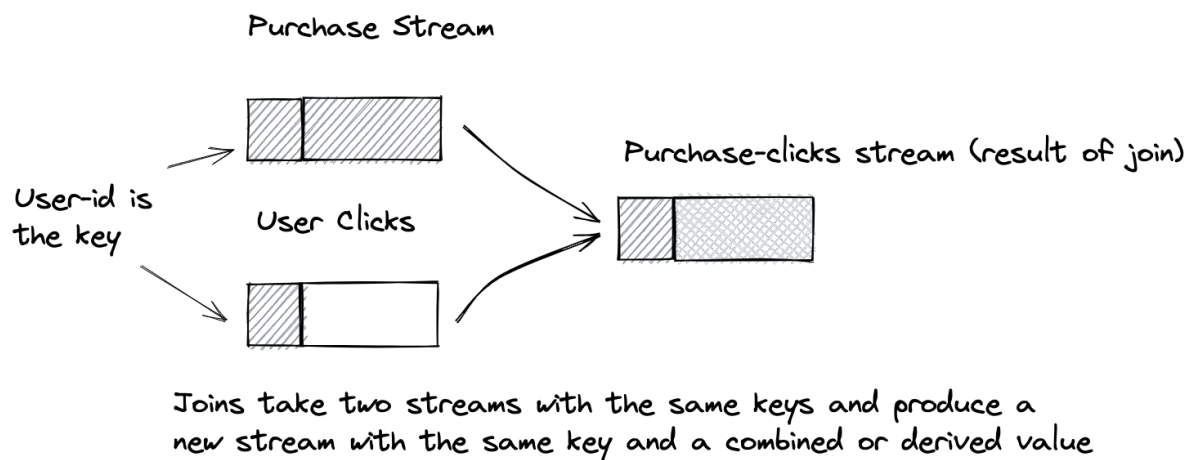 Purchase Stream
Purchase-clicks stream (result of join)
User-id is
the key
User Clicks
Joins take two streams with the same keys and produce a
new stream with the same key and a combined or derived value